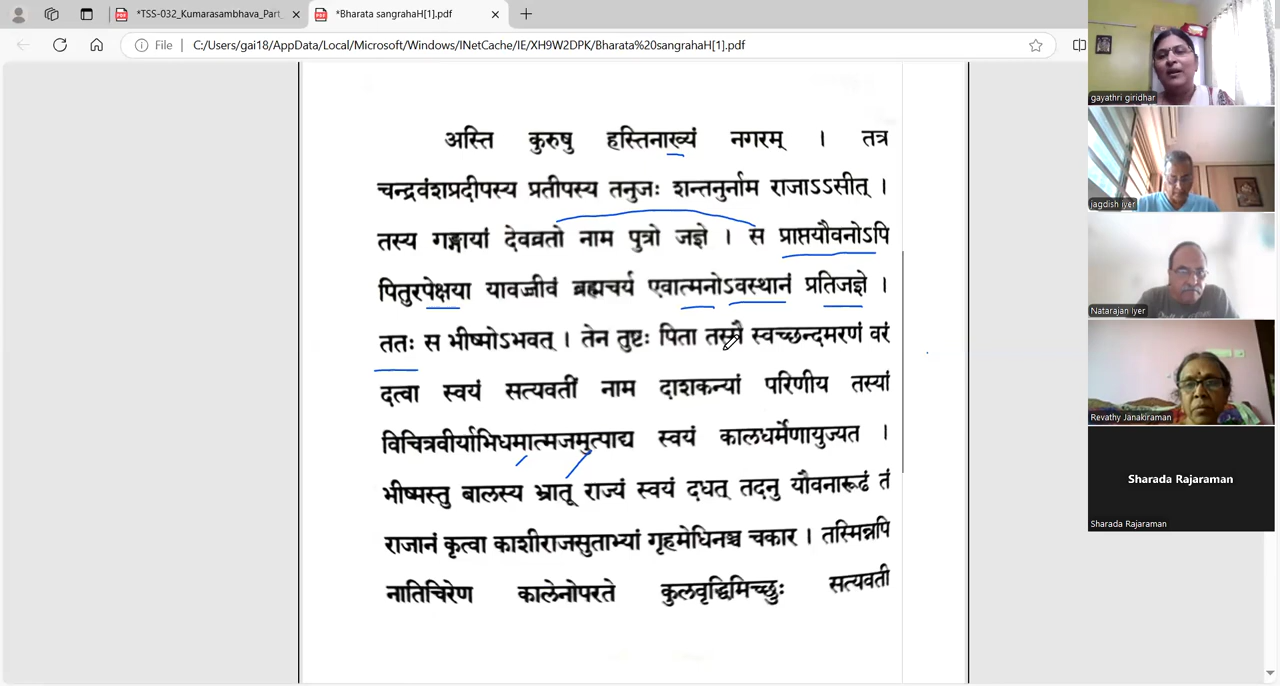 *TSS-032_Kumarasambhava_Part_
*Bharata sangrahaH[1].pdf
File
C:/Users/gai18/AppData/Local/Microsoft/Windows/INetCache/IE/XH9W2DPK/Bharata%20sangrahaH[1].pdf
अस्ति कुरुषु हस्तिनाख्यं नगरम् । तत्र
चन्द्रवंशप्रदीपस्य प्रतीपस्य तनुजः शन्तनुर्नाम राजाऽऽसीत् ।
तस्य गङ्गायां देवव्रतो नाम पुत्रो जज्ञे । स प्राप्तयौवनोऽपि
पितुरपेक्षया यावज्जीवं ब्रह्मचर्य एवात्मनोऽवस्थानं प्रतिजज्ञे ।
ततः स भीष्मोऽभवत् । तेन तुष्टः पिता तस्मै स्वच्छन्दमरणं वरं
दत्वा स्वयं सत्यवतीं नाम दाशकन्यां परिणीय तस्यां
विचित्रवीर्याभिधमात्मजमुत्पाद्य स्वयं कालधर्मेणायुज्यत ।
भीष्मस्तु बालस्य भ्रातू राज्यं स्वयं दधत् तदनु यौवनारूढं तं
राजानं कृत्वा काशीराजसुताभ्यां गृहमेधिनञ्च चकार । तस्मिन्नपि
नातिचिरेण कालेनोपरते कुलवृद्धिमिच्छुः सत्यवती
gayathri giridhar
jagdish iyer
Natarajan Iyer
Revathy Janakiraman
Sharada Rajaraman
Sharada Rajaraman